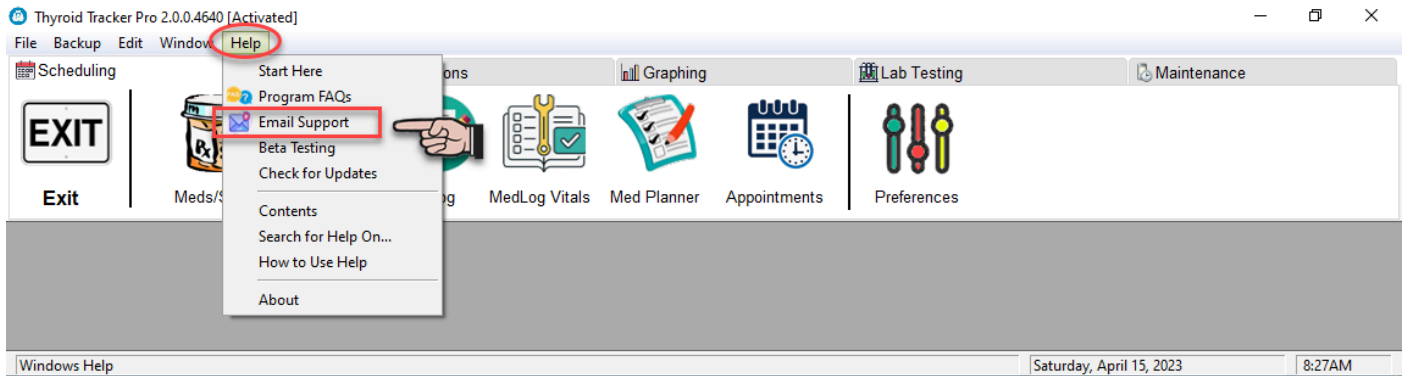 Thyroid Tracker Pro 2.0.0.4640 [Activated]
File Backup Edit Window Help
Scheduling
Graphing
Lab Testing
Maintenance
Start Here
Program FAQs
Email Support
Beta Testing
Check for Updates
Contents
Search for Help On...
How to Use Help
About
EXIT
Rx
Exit
MedLog Vitals
Med Planner
Appointments
Preferences
Windows Help
Saturday, April 15, 2023
8:27AM